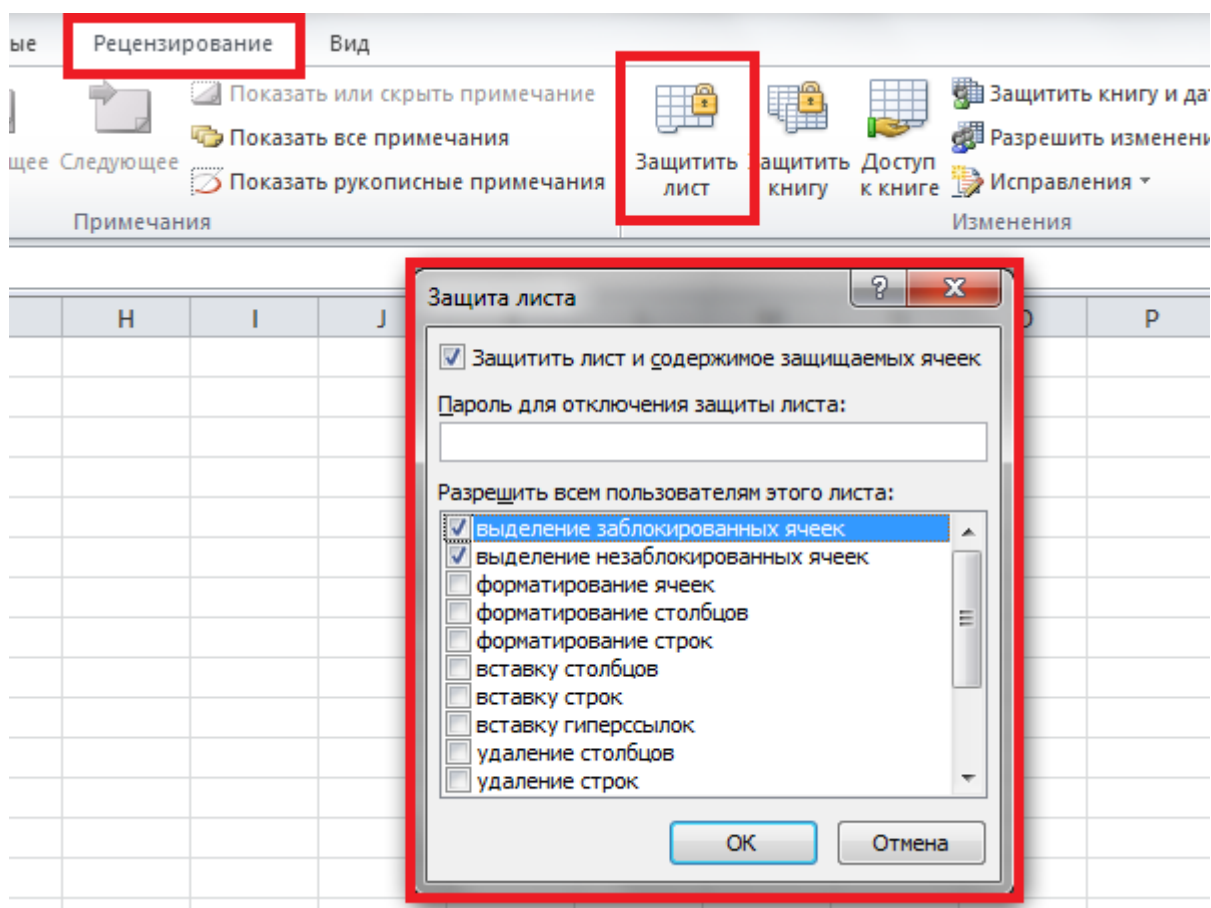 ые Рецензирование Вид
Показать или скрыть примечание
Показать все примечания
Показать рукописные примечания
щее Следующее
Примечания
Защитить лист
ащитить книгу
Доступ к книге
Защитить книгу и дат
Разрешить изменени
Исправления
Изменения
H I J P
Защита листа
Защитить лист и содержимое защищаемых ячеек
Пароль для отключения защиты листа:
Разрешить всем пользователям этого листа:
выделение заблокированных ячеек
выделение незаблокированных ячеек
форматирование ячеек
форматирование столбцов
форматирование строк
вставку столбцов
вставку строк
вставку гиперссылок
удаление столбцов
удаление строк
ОК Отмена